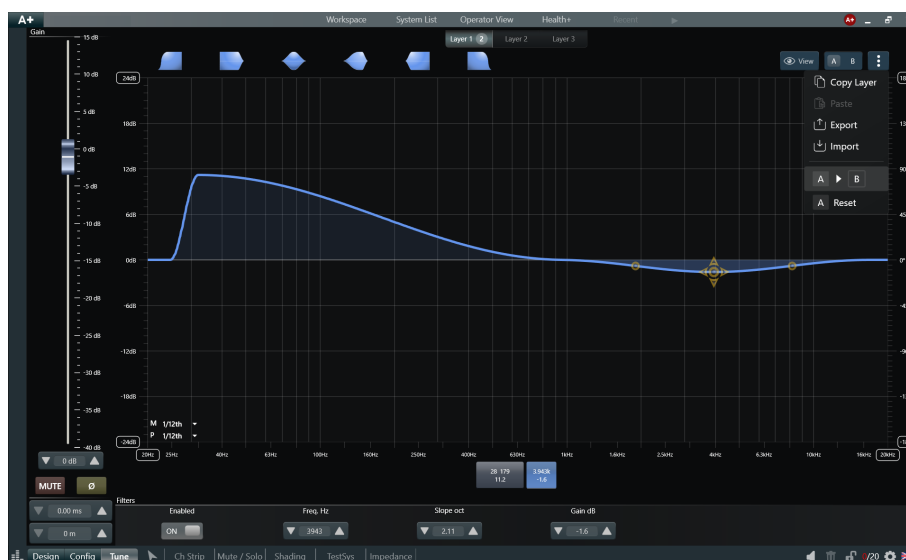 A+ Workspace System List Operator View Health+ Recent A+
Gain
Layer 1 2 Layer 2 Layer 3
15 dB
10 dB
5 dB
0 dB
-5 dB
-10 dB
-15 dB
-20 dB
-25 dB
-30 dB
-35 dB
-40 dB
View A B
Copy Layer
Paste
Export
Import
A B
A Reset
24dB
18dB
12dB
6dB
0dB
-6dB
-12dB
-18dB
-24dB
M 1/12th
P 1/12th
20Hz 25Hz 40Hz 63Hz 100Hz 160Hz 250Hz 400Hz 630Hz 1kHz 1.6kHz 2.5kHz 4kHz 6.3kHz 10kHz 16kHz 20kHz
0 dB
28 179
11.2
3.943k
-1.6
MUTE ø
0.00 ms
0 m
Filters
Enabled Freq. Hz Slope oct Gain dB
ON 3943 2.11 -1.6
Design Config Tune Ch Strip Mute / Solo Shading TestSys Impedance /20